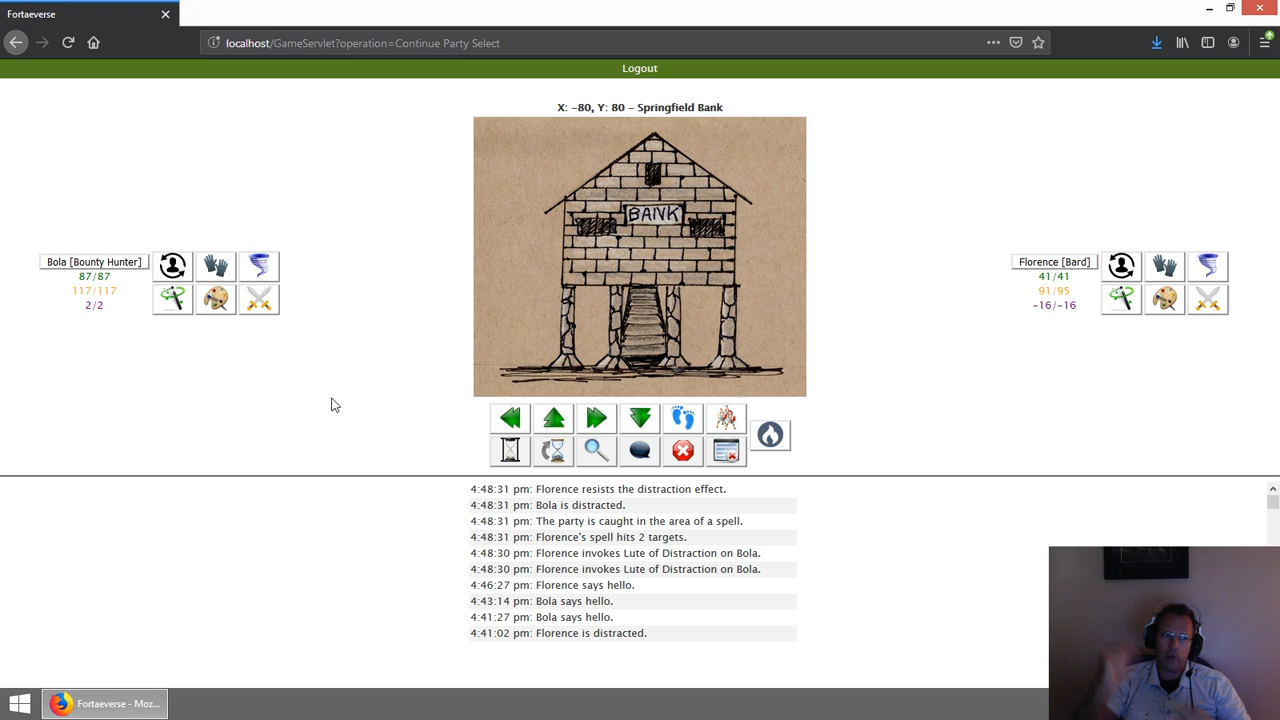 Fortaeverse
localhost/GameServlet?operation=Continue Party Select
Logout
X: -80, Y: 80 - Springfield Bank
BANK
Bola [Bounty Hunter]
87/87
117/117
2/2
Florence [Bard]
41/41
91/95
-16/-16
4:48:31 pm: Florence resists the distraction effect.
4:48:31 pm: Bola is distracted.
4:48:31 pm: The party is caught in the area of a spell.
4:48:31 pm: Florence's spell hits 2 targets.
4:48:30 pm: Florence invokes Lute of Distraction on Bola.
4:48:30 pm: Florence invokes Lute of Distraction on Bola.
4:46:27 pm: Florence says hello.
4:43:14 pm: Bola says hello.
4:41:27 pm: Bola says hello.
4:41:02 pm: Florence is distracted.
Fortaeverse - Moz...